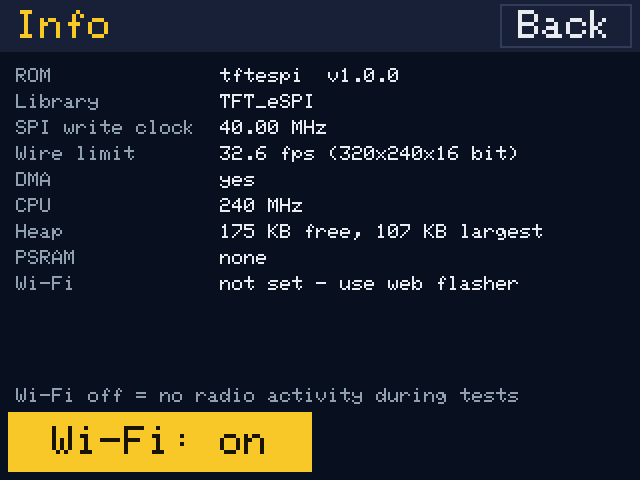 Info
Back
ROM tftespi v1.0.0
Library TFT_eSPI
SPI write clock 40.00 MHz
Wire limit 32.6 fps (320x240x16 bit)
DMA yes
CPU 240 MHz
Heap 175 KB free, 107 KB largest
PSRAM none
Wi-Fi not set - use web flasher
Wi-Fi off = no radio activity during tests
Wi-Fi: on